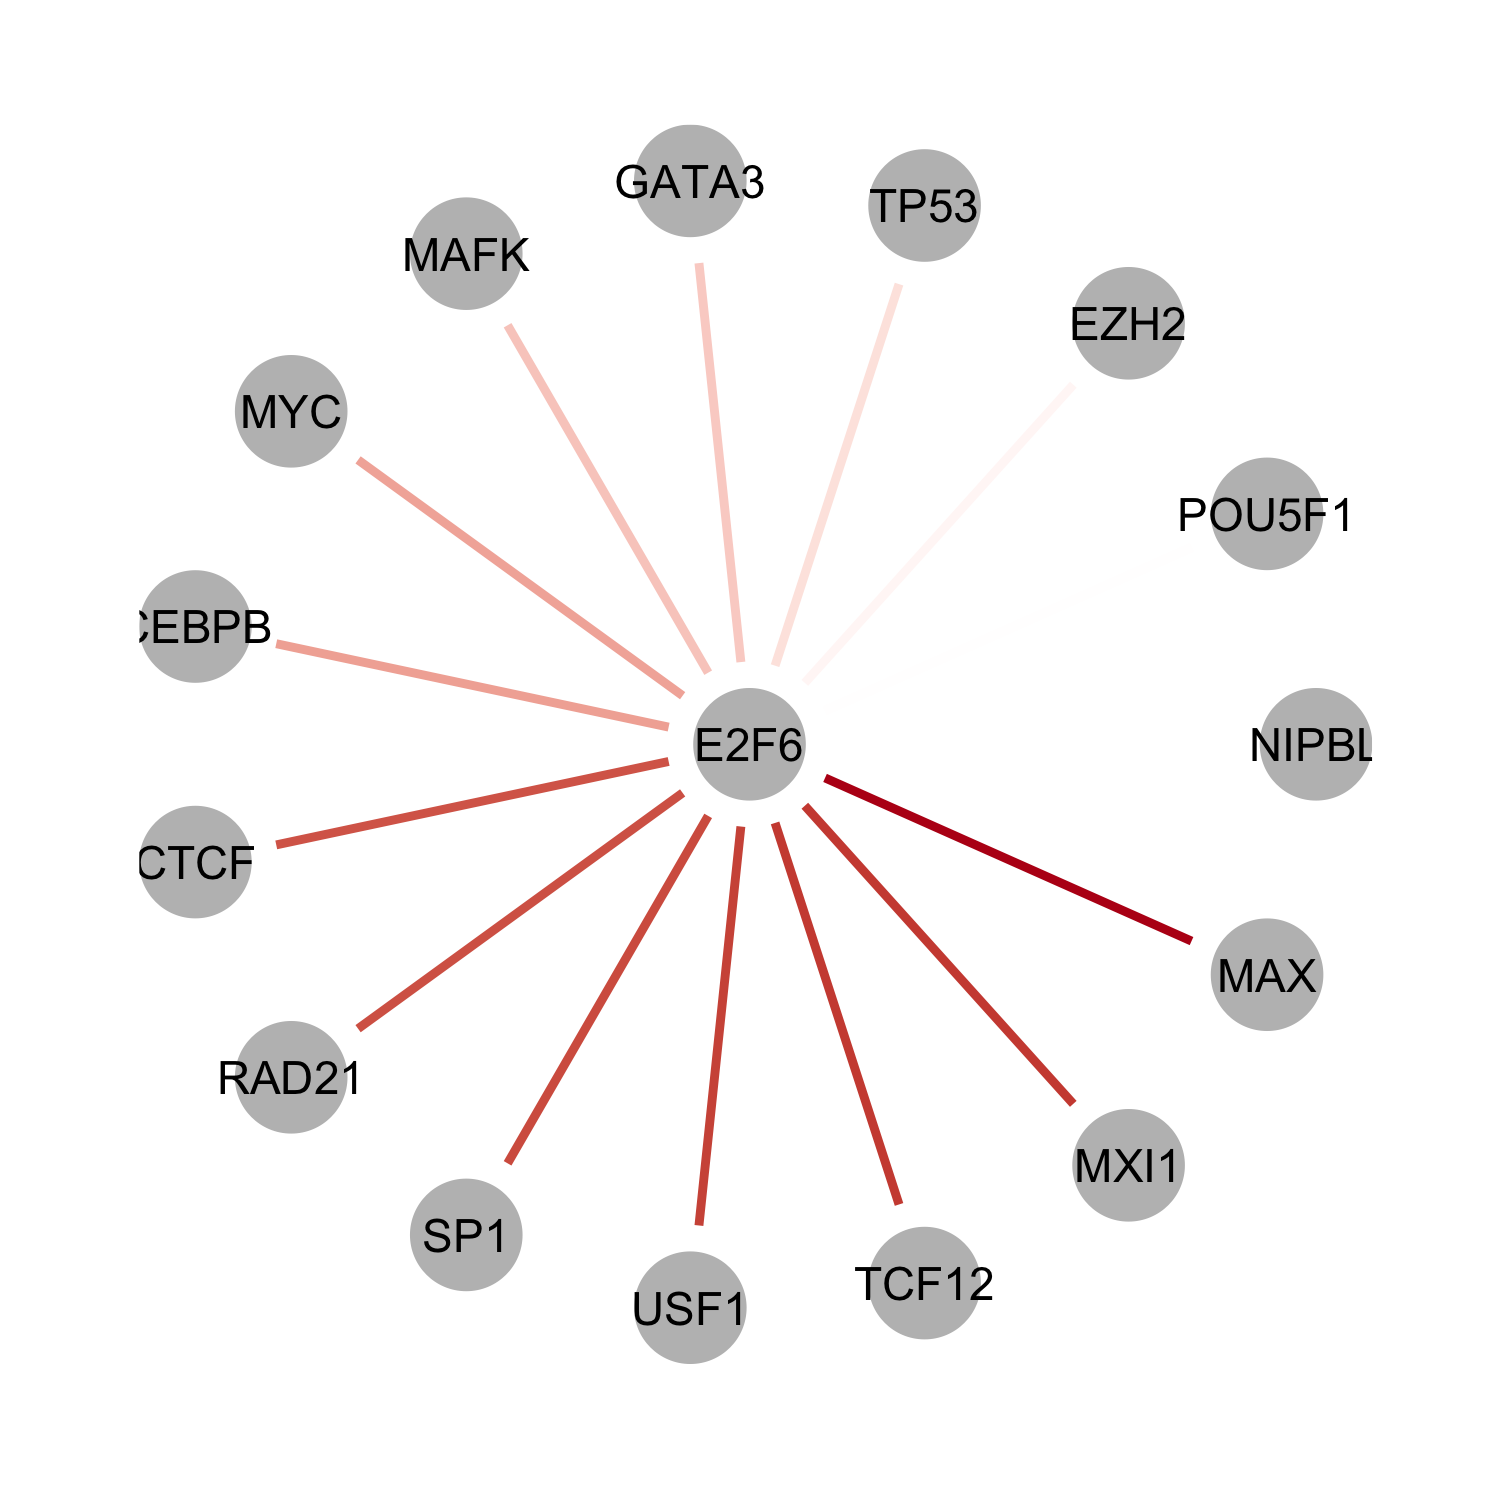 GATA3
TP53
MAFK
EZH2
MYC
POU5F1
CEBPB
E2F6
NIPBL
CTCF
MAX
RAD21
MXI1
SP1
TCF12
USF1